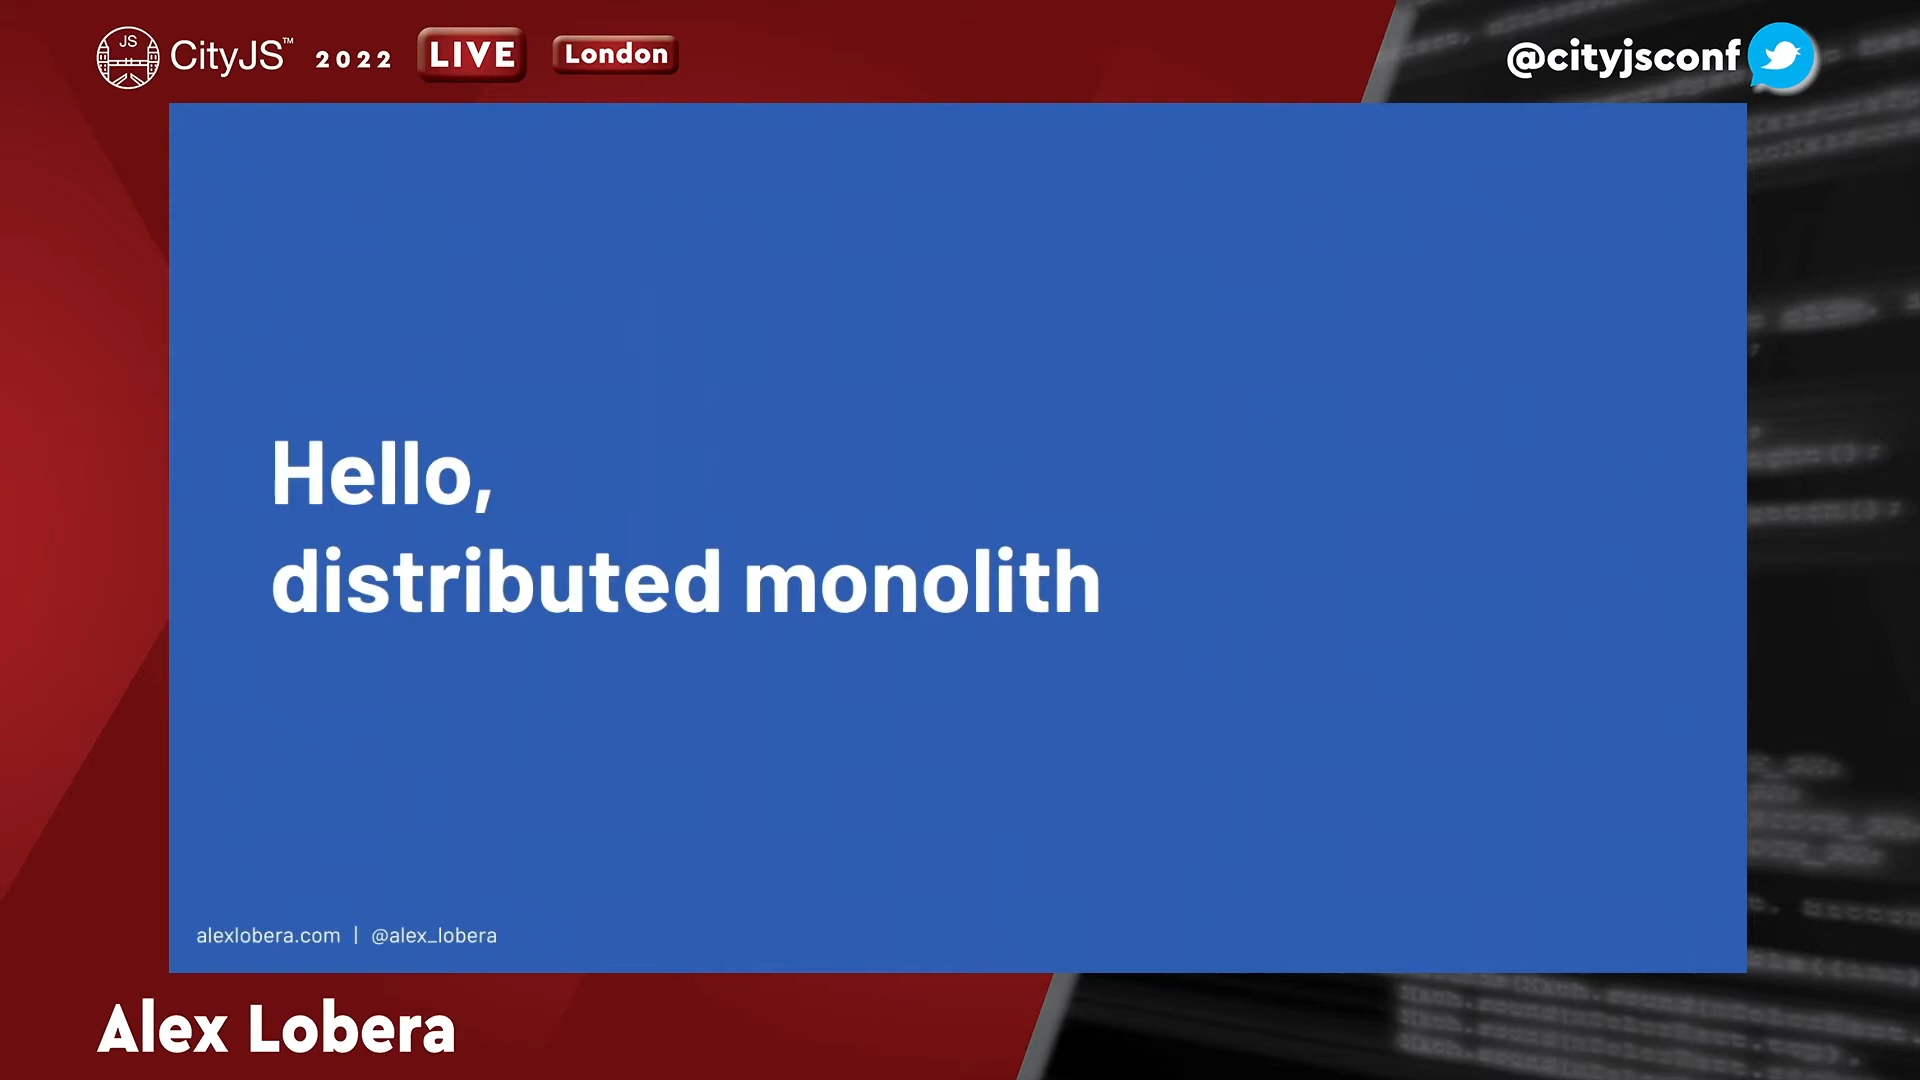 JS
CityJS™ 2022 LIVE London
@cityjsconf
Hello,
distributed monolith
alexlobera.com | @alex_lobera
Alex Lobera